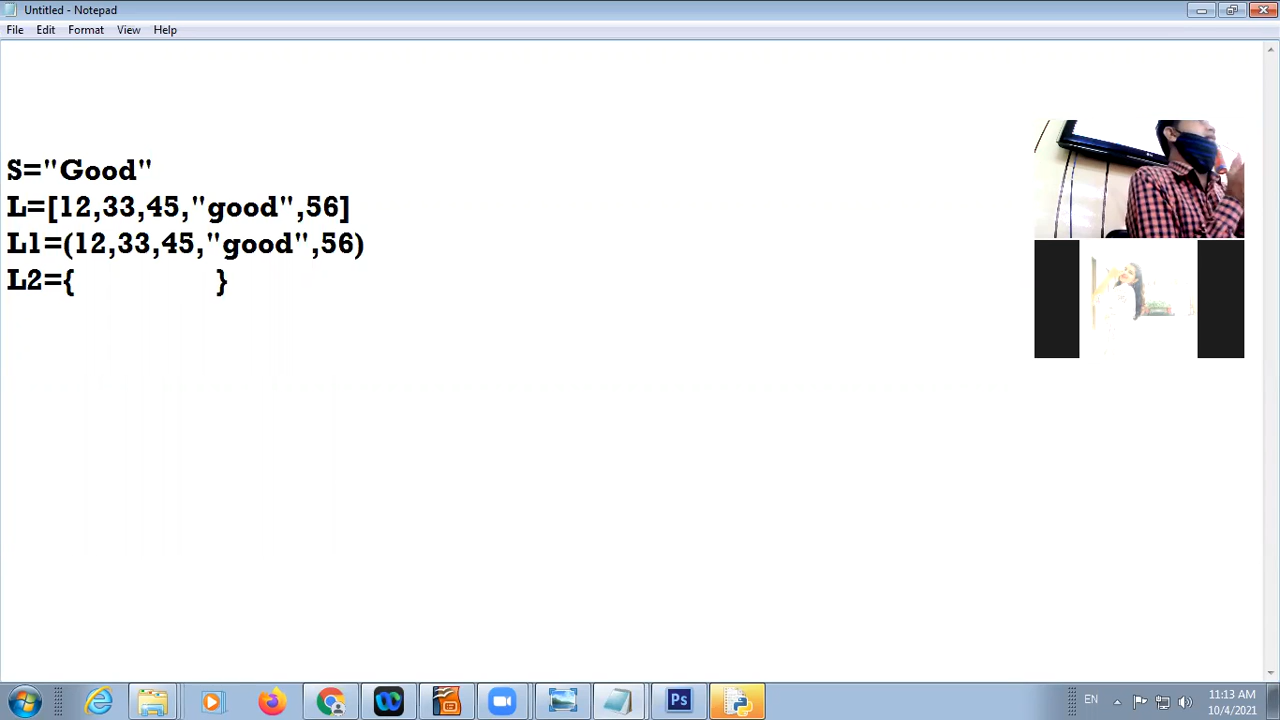 Untitled - Notepad
File Edit Format View Help
S="Good"
L=[12,33,45,"good",56]
L1=(12,33,45,"good",56)
L2={ }
Ps
EN
11:13 AM
10/4/2021